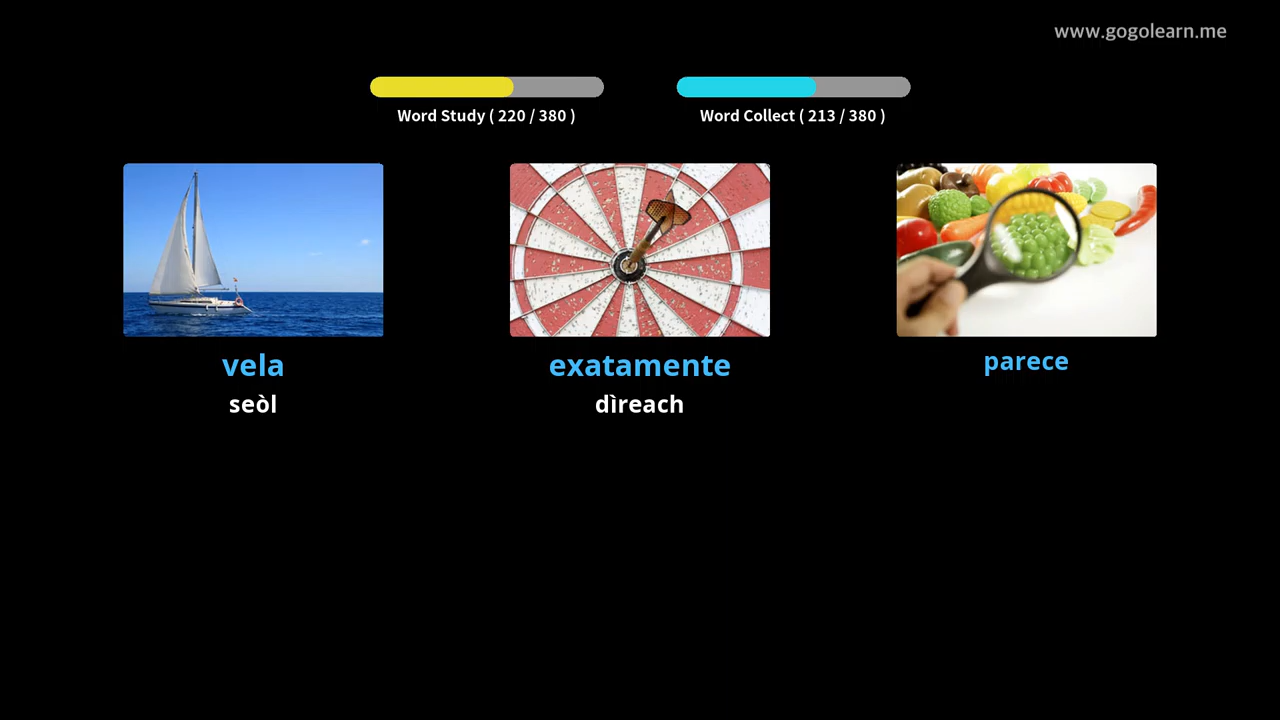 www.gogolearn.me
Word Study ( 220 / 380 )
Word Collect ( 213 / 380 )
vela
seòl
exatamente
dìreach
parece